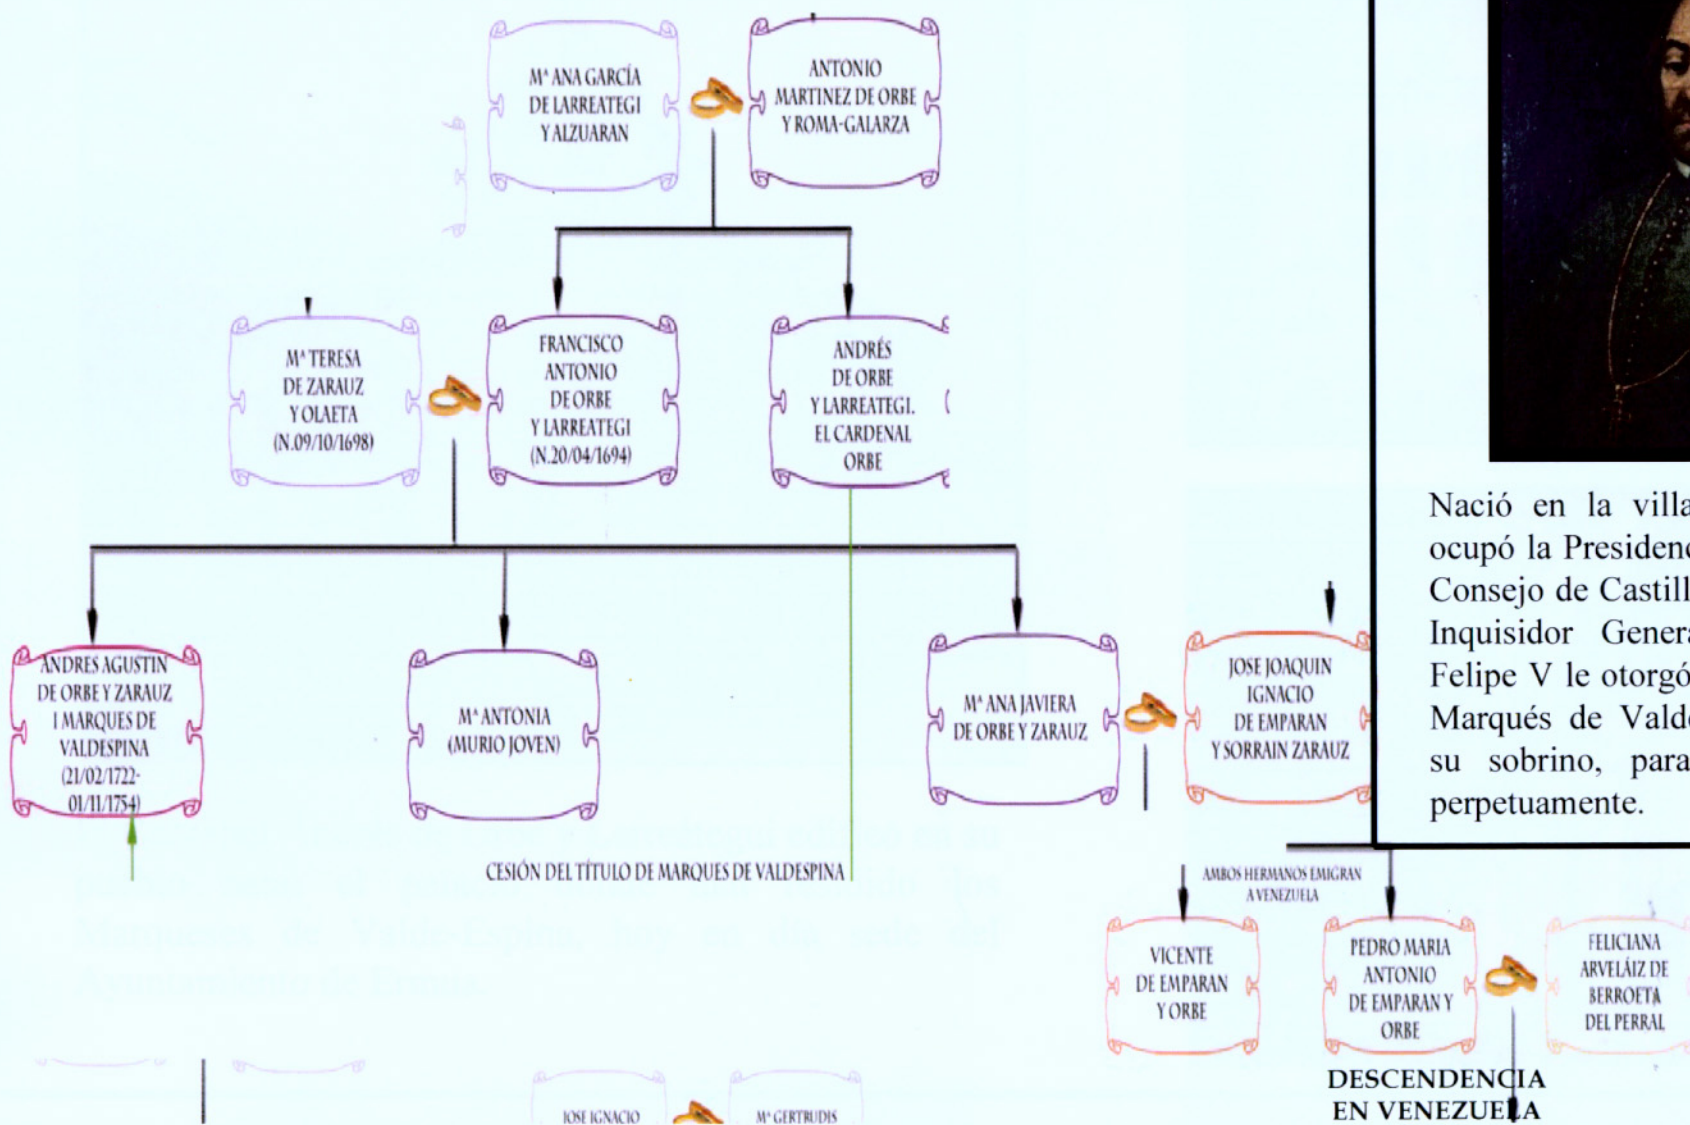 Mª ANA GARCÍA
DE LARREATEGI
Y ALZUARAN
ANTONIO
MARTINEZ DE ORBE
Y ROMA-GALARZA
Mª TERESA
DE ZARAUZ
Y OLAETA
(N.09/10/1698)
FRANCISCO
ANTONIO
DE ORBE
Y LARREATEGI
(N.20/04/1694)
ANDRÉS
DE ORBE
Y LARREATEGI.
EL CARDENAL
ORBE
Nació en la villa
ocupó la
Consejo de
Inquisidor
Felipe V le otorgó
Marqués de
su sobrino, para
perpetuamente.
ANDRES AGUSTIN
DE ORBE Y ZARAUZ
I MARQUES DE
VALDESPINA
(21/02/1722-
01/11/1754)
Mª ANTONIA
(MURIO JOVEN)
Mª ANA JAVIERA
DE ORBE Y ZARAUZ
JOSE JOAQUIN
IGNACIO
DE EMPARAN
Y SORRAIN ZARAUZ
CESIÓN DEL TÍTULO DE MARQUES DE VALDESPINA
AMBOS HERMANOS EMIGRAN
A VENEZUELA
VICENTE
DE EMPARAN
Y ORBE
PEDRO MARIA
ANTONIO
DE EMPARAN Y
ORBE
FELICIANA
ARVELÁIZ DE
BERROETA
DEL PERRAL
DESCENDENCIA
EN VENEZUELA
JOSE IGNACIO
Mª GERTRUDIS